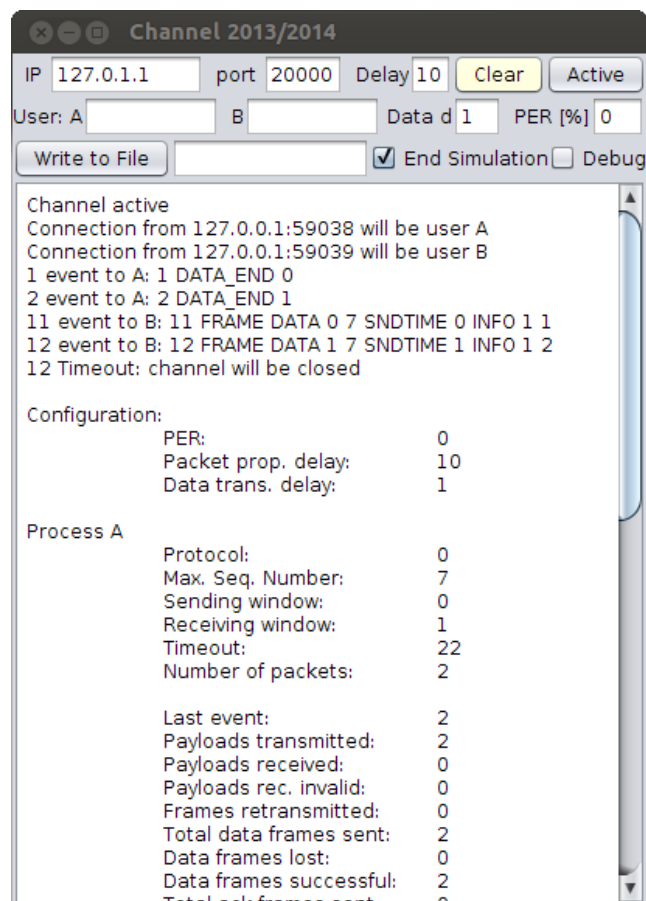 Channel 2013/2014
IP 127.0.1.1 port 20000 Delay 10 Clear Active
User: A B Data d 1 PER [%] 0
Write to File End Simulation Debug
Channel active
Connection from 127.0.0.1:59038 will be user A
Connection from 127.0.0.1:59039 will be user B
1 event to A: 1 DATA_END 0
2 event to A: 2 DATA_END 1
11 event to B: 11 FRAME DATA 0 7 SNDTIME 0 INFO 1 1
12 event to B: 12 FRAME DATA 1 7 SNDTIME 1 INFO 1 2
12 Timeout: channel will be closed
Configuration:
PER: 0
Packet prop. delay: 10
Data trans. delay: 1
Process A
Protocol: 0
Max. Seq. Number: 7
Sending window: 0
Receiving window: 1
Timeout: 22
Number of packets: 2
Last event: 2
Payloads transmitted: 2
Payloads received: 0
Payloads rec. invalid: 0
Frames retransmitted: 0
Total data frames sent: 2
Data frames lost: 0
Data frames successful: 2